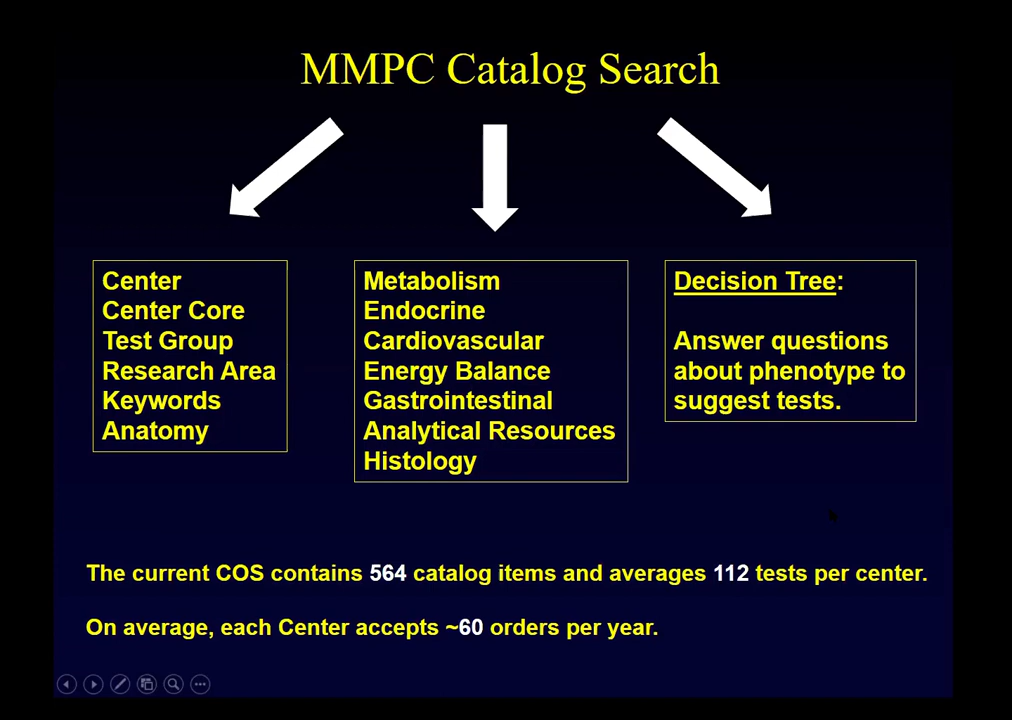 MMPC Catalog Search
Center
Center Core
Test Group
Research Area
Keywords
Anatomy
Metabolism
Endocrine
Cardiovascular
Energy Balance
Gastrointestinal
Analytical Resources
Histology
Decision Tree:
Answer questions
about phenotype to
suggest tests.
The current COS contains 564 catalog items and averages 112 tests per center.
On average, each Center accepts ~60 orders per year.